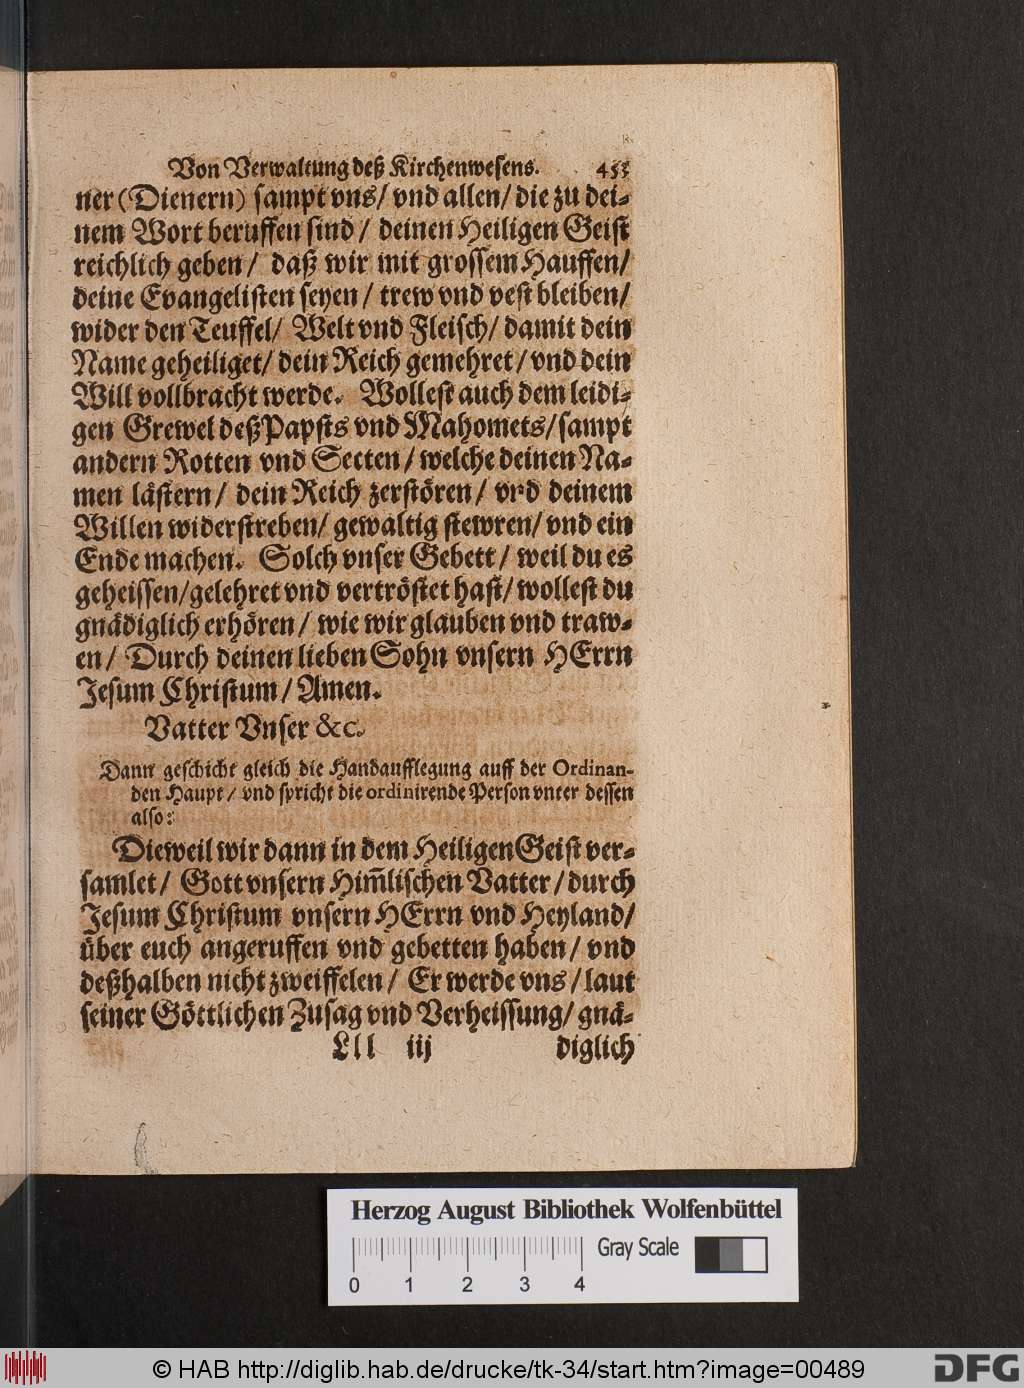 Von Verwaltung deß Kirchenwesens. 453
ner (Dienern) sampt vns/ vnd allen/ die zu dei-
nem Wort beruffen sind/ deinen Heiligen Geist
reichlich geben/ daß wir mit grossem Hauffen/
deine Evangelisten seyen/ trew vnd vest bleiben/
wider den Teuffel/ Welt vnd Fleisch/ damit dein
Name geheiliget/ dein Reich gemehret/ vnd dein
Will vollbracht werde. Wollest auch dem leidi-
gen Grewel deß Papsts vnd Mahomets/ sampt
andern Rotten vnd Secten/ welche deinen Na-
men lästern/ dein Reich zerstören/ vnd deinem
Willen widerstreben/ gewaltig stewren/ vnd ein
Ende machen. Solch vnser Gebett/ weil du es
geheissen/ gelehret vnd vertröstet hast/ wollest du
gnädiglich erhören/ wie wir glauben vnd traw-
en/ Durch deinen lieben Sohn vnsern HErrn
Jesum Christum/ Amen.
Vatter Vnser &c.
Dann geschicht gleich die Handaufflegung auff der Ordinan-
den Haupt/ vnd spricht die ordinirende Person vnter dessen
also:
Dieweil wir dann in dem Heiligen Geist ver-
samlet/ Gott vnsern Him̃lischen Vatter/ durch
Jesum Christum vnsern HErrn vnd Heyland/
über euch angeruffen vnd gebetten haben/ vnd
deßhalben nicht zweiffelen/ Er werde vns/ laut
seiner Göttlichen Zusag vnd Verheissung/ gnä-
Lll iij diglich
Herzog August Bibliothek Wolfenbüttel
Gray Scale
0 1 2 3 4
© HAB http://diglib.hab.de/drucke/tk-34/start.htm?image=00489
DFG